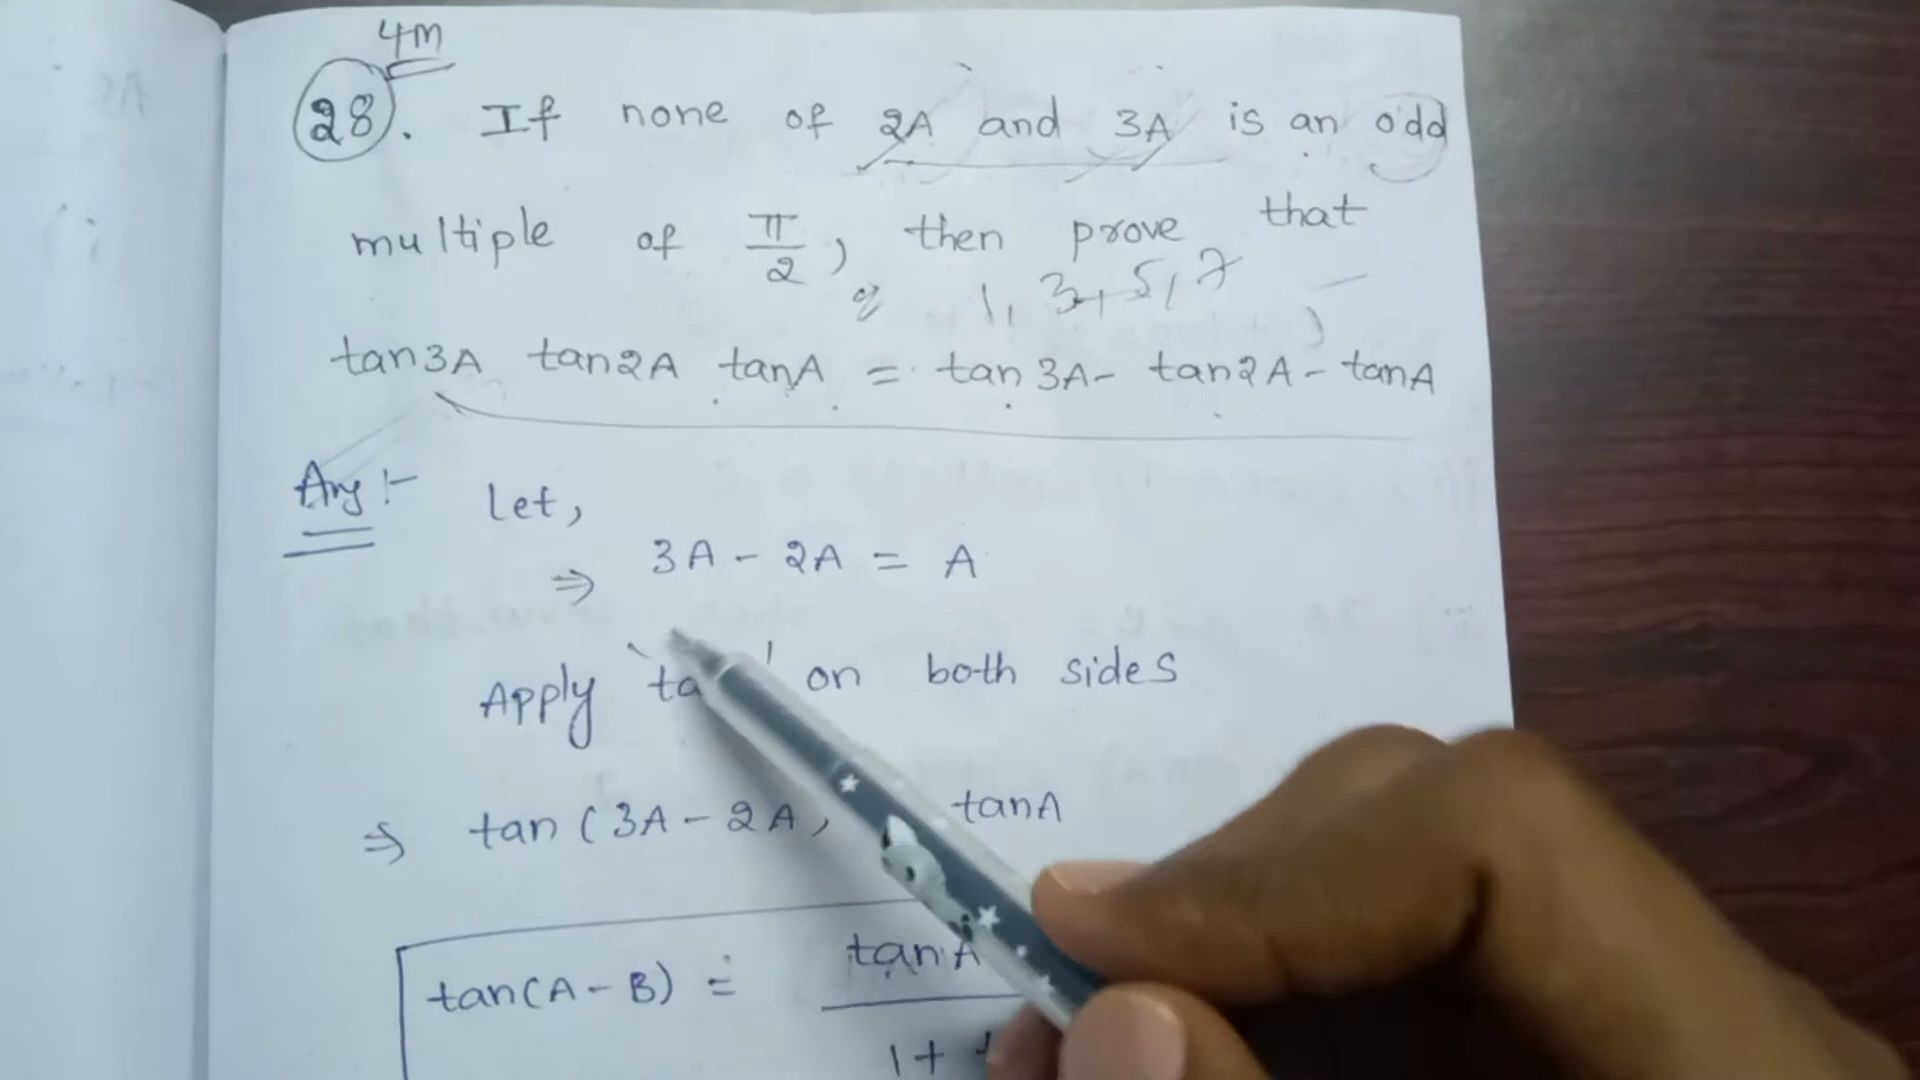 4m
28. If none of 2A and 3A is an odd
multiple of π/2, then prove that
1, 3, 5, 7
tan3A tan2A tanA = tan3A - tan2A - tanA
Ans :- Let,
⇒ 3A - 2A = A
Apply on both sides
⇒ tan (3A - 2A tanA
tan(A - B) = tanA
1 +